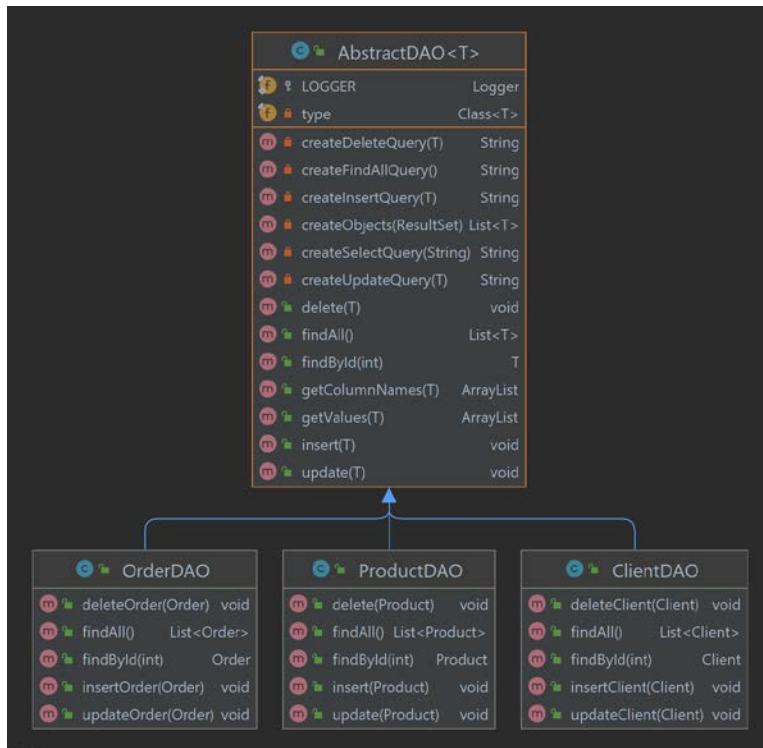 AbstractDAO<T>
LOGGER Logger
type Class<T>
createDeleteQuery(T) String
createFindAllQuery() String
createInsertQuery(T) String
createObjects(ResultSet) List<T>
createSelectQuery(String) String
createUpdateQuery(T) String
delete(T) void
findAll() List<T>
findById(int) T
getColumnNames(T) ArrayList
getValues(T) ArrayList
insert(T) void
update(T) void
OrderDAO
deleteOrder(Order) void
findAll() List<Order>
findById(int) Order
insertOrder(Order) void
updateOrder(Order) void
ProductDAO
delete(Product) void
findAll() List<Product>
findById(int) Product
insert(Product) void
update(Product) void
ClientDAO
deleteClient(Client) void
findAll() List<Client>
findById(int) Client
insertClient(Client) void
updateClient(Client) void